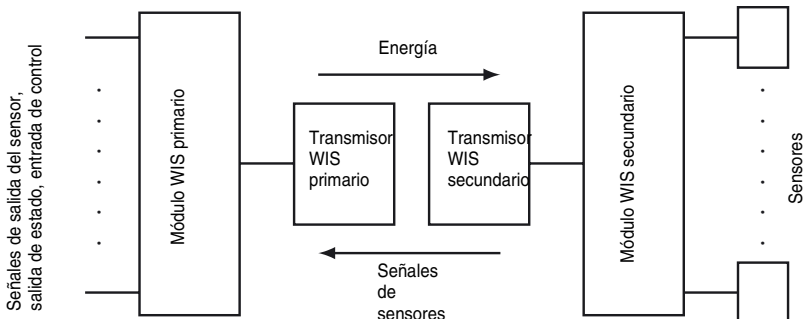 Señales de salida del sensor,
salida de estado, entrada de control
Módulo WIS primario
Energía
Transmisor
WIS
primario
Transmisor
WIS
secundario
Señales
de
sensores
Módulo WIS secundario
Sensores